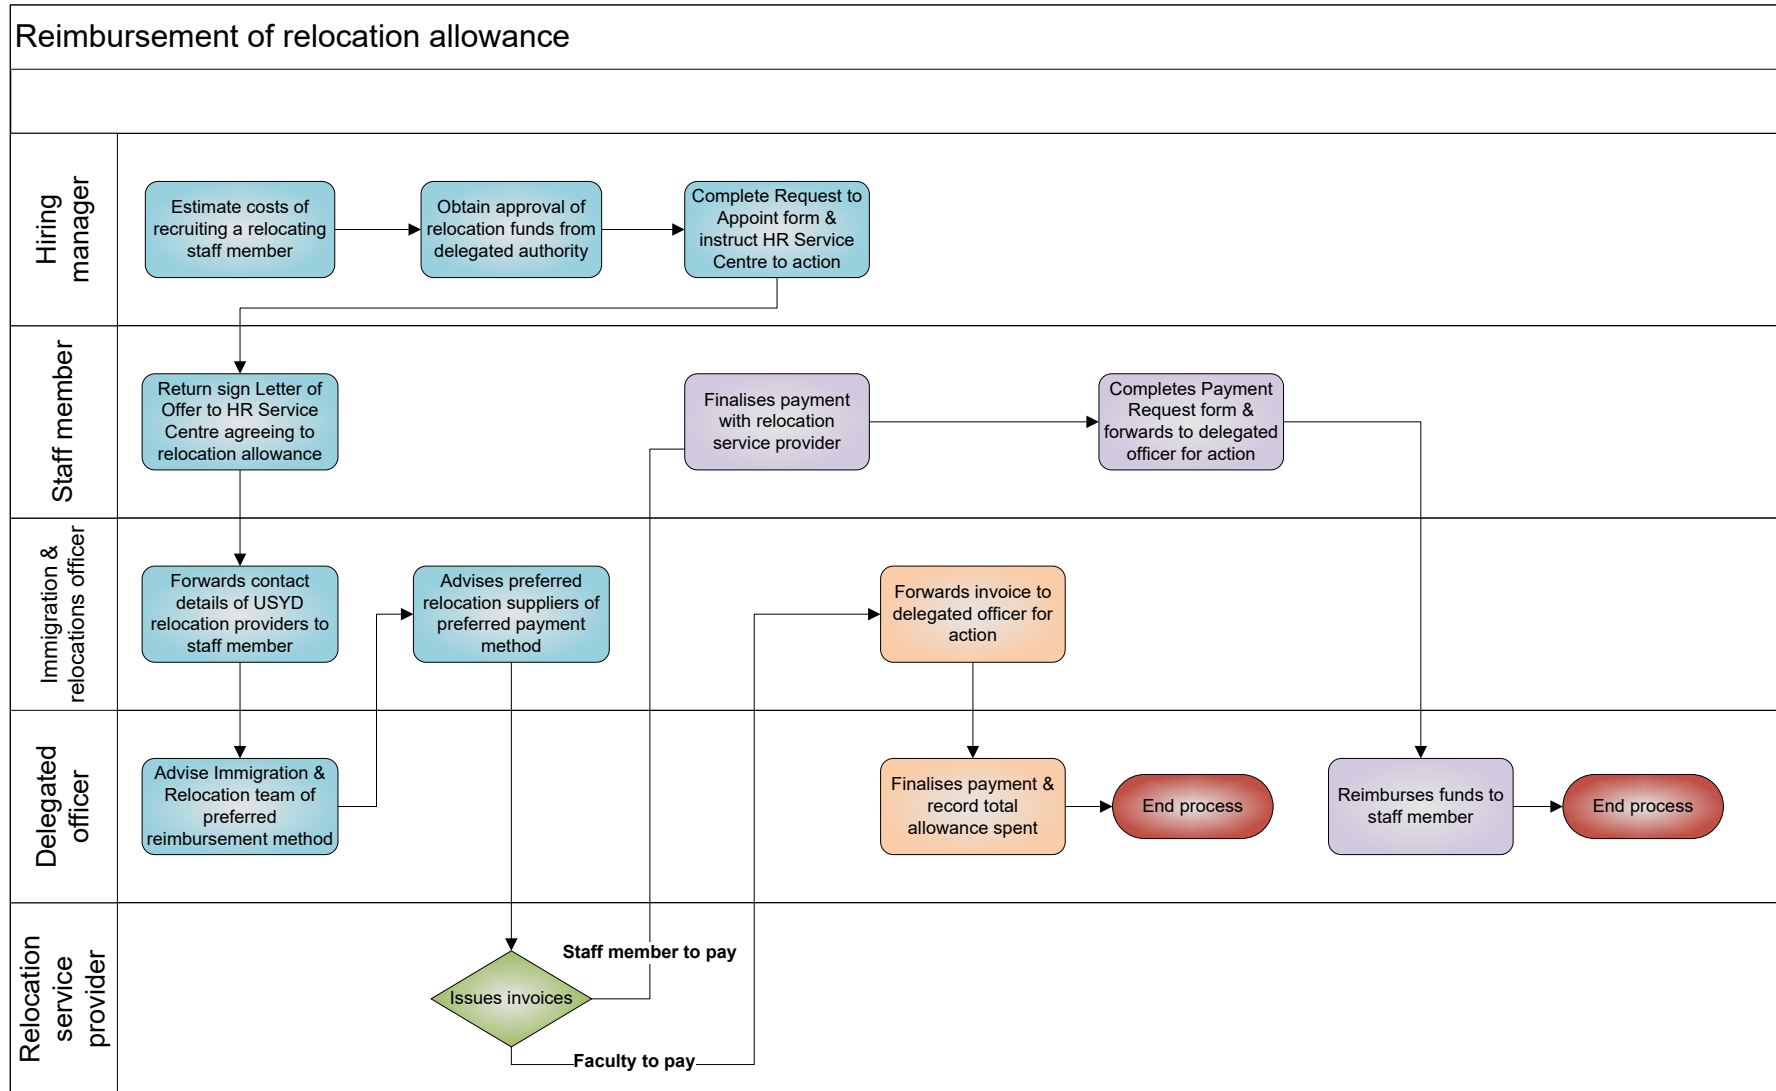 Reimbursement of relocation allowance
Hiring
manager
Estimate costs of
recruiting a relocating
staff member
Obtain approval of
relocation funds from
delegated authority
Complete Request to
Appoint form &
instruct HR Service
Centre to action
Staff member
Return sign Letter of
Offer to HR Service
Centre agreeing to
relocation allowance
Finalises payment
with relocation
service provider
Completes Payment
Request form &
forwards to delegated
officer for action
Immigration &
relocations officer
Forwards contact
details of USYD
relocation providers to
staff member
Advises preferred
relocation suppliers of
preferred payment
method
Forwards invoice to
delegated officer for
action
Delegated
officer
Advise Immigration &
Relocation team of
preferred
reimbursement method
Finalises payment &
record total
allowance spent
End process
Reimburses funds to
staff member
End process
Relocation
service
provider
Issues invoices
Staff member to pay
Faculty to pay